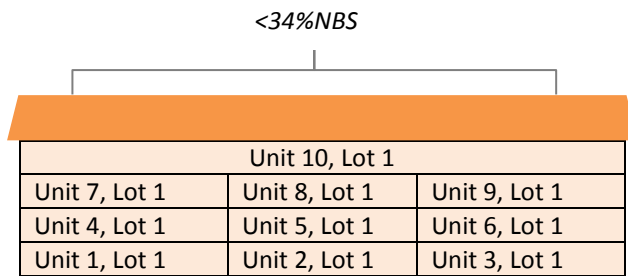 <34%NBS
Unit 10, Lot 1
Unit 7, Lot 1 Unit 8, Lot 1 Unit 9, Lot 1
Unit 4, Lot 1 Unit 5, Lot 1 Unit 6, Lot 1
Unit 1, Lot 1 Unit 2, Lot 1 Unit 3, Lot 1